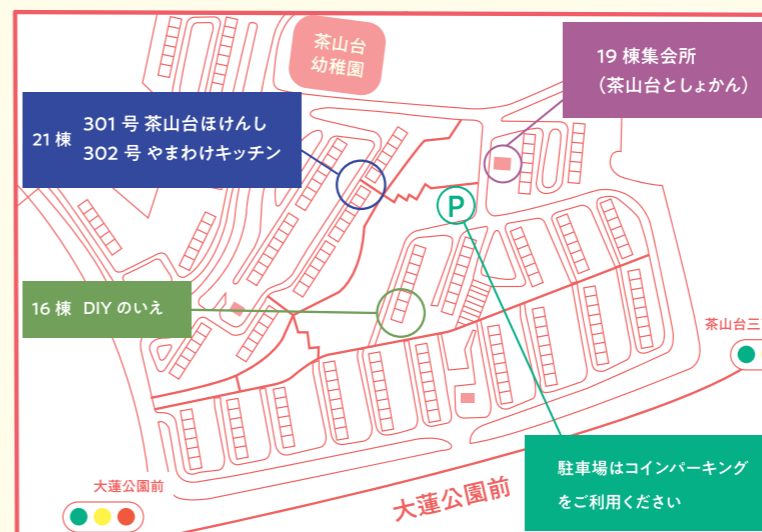 茶山台
幼稚園
19 棟集会所
（茶山台としょかん）
21 棟
301 号 茶山台ほけんし
302 号 やまわけキッチン
P
16 棟 DIY のいえ
茶山台三
駐車場はコインパーキング
をご利用ください
大蓮公園前
大蓮公園前